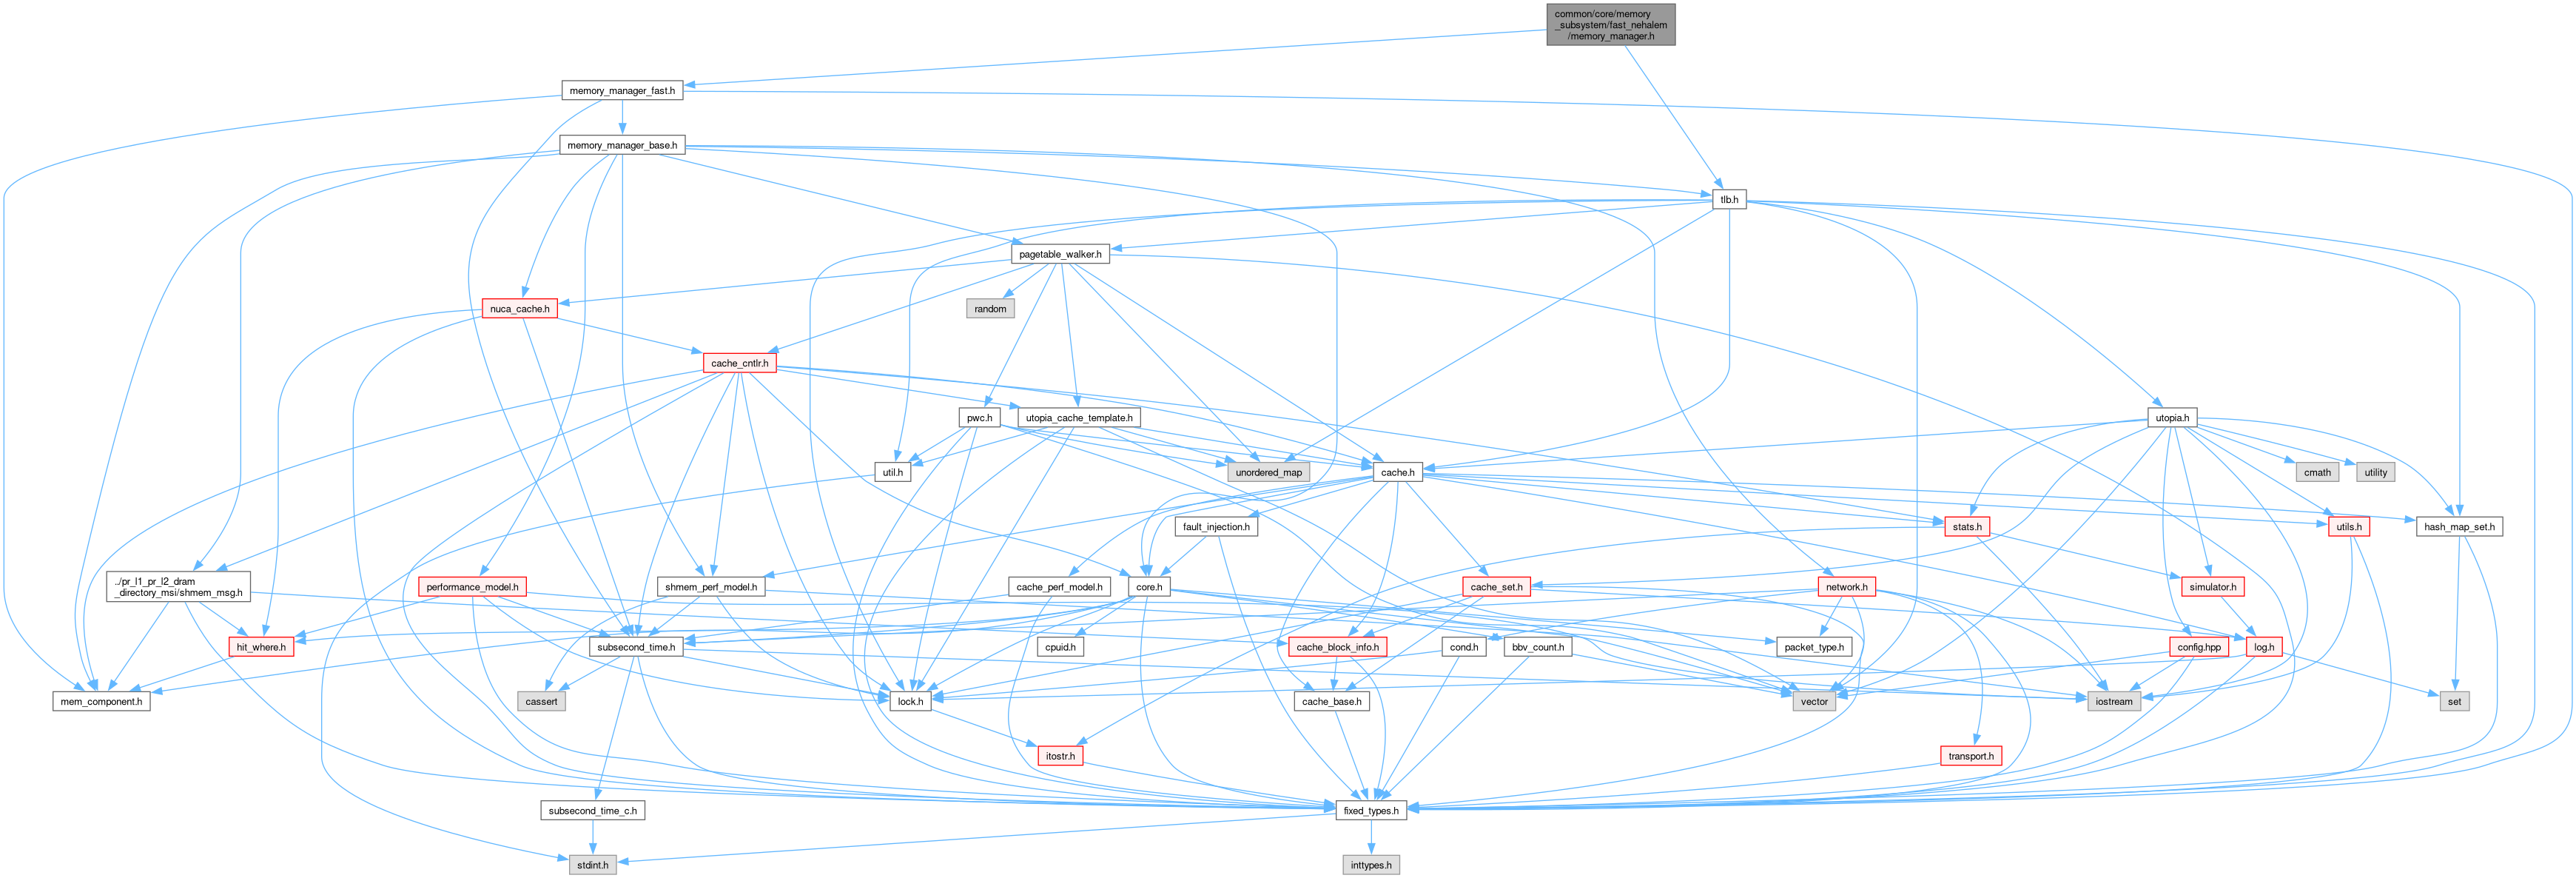 common/core/memory
_subsystem/fast_nehalem
/memory_manager.h
memory_manager_fast.h
memory_manager_base.h
tlb.h
pagetable_walker.h
nuca_cache.h
random
cache_cntlr.h
pwc.h
utopia_cache_template.h
utopia.h
util.h
unordered_map
cache.h
cmath
utility
fault_injection.h
stats.h
utils.h
hash_map_set.h
../pr_l1_pr_l2_dram
_directory_msi/shmem_msg.h
performance_model.h
shmem_perf_model.h
cache_perf_model.h
core.h
cache_set.h
network.h
simulator.h
hit_where.h
subsecond_time.h
cpuid.h
cache_block_info.h
cond.h
bbv_count.h
packet_type.h
config.hpp
log.h
mem_component.h
cassert
lock.h
cache_base.h
vector
iostream
set
itostr.h
transport.h
subsecond_time_c.h
fixed_types.h
stdint.h
inttypes.h